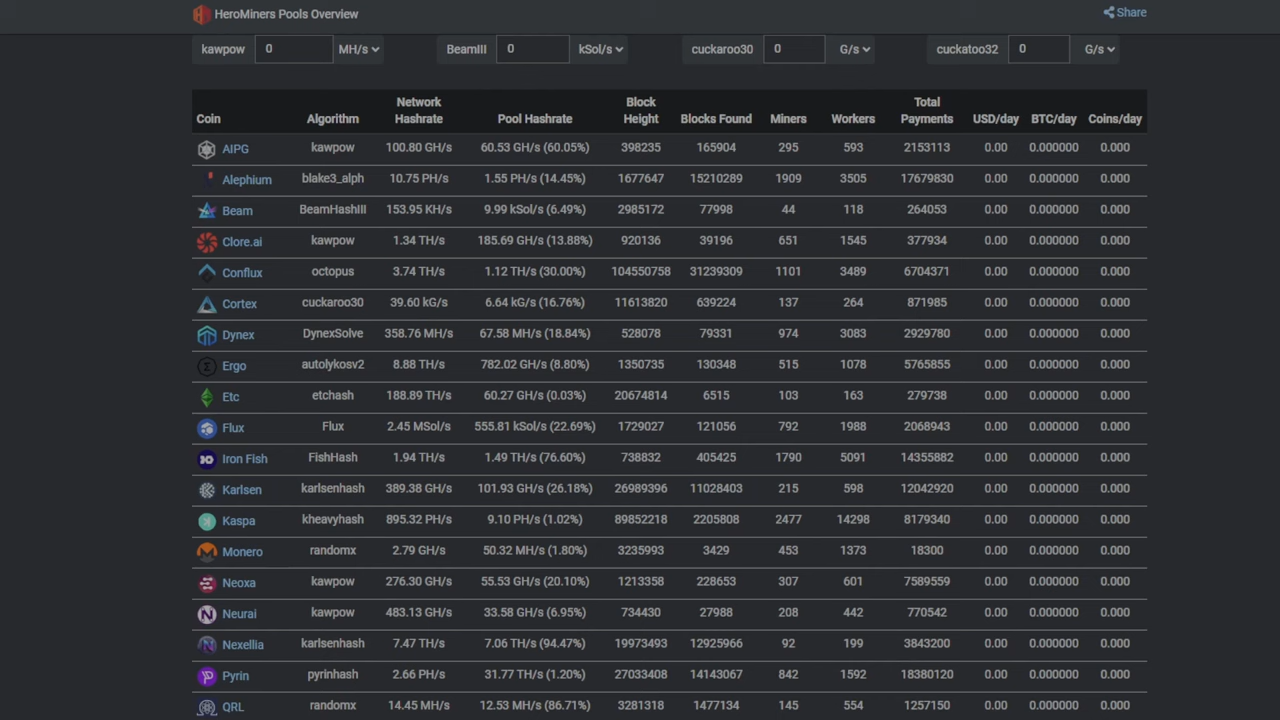 HeroMiners Pools Overview
Share
kawpow 0 MH/s BeamIII 0 kSol/s cuckaroo30 0 G/s cuckatoo32 0 G/s
Coin Algorithm Network Hashrate Pool Hashrate Block Height Blocks Found Miners Workers Total Payments USD/day BTC/day Coins/day
AIPG kawpow 100.80 GH/s 60.53 GH/s (60.05%) 398235 165904 295 593 2153113 0.00 0.000000 0.000
Alephium blake3_alph 10.75 PH/s 1.55 PH/s (14.45%) 1677647 15210289 1909 3505 17679830 0.00 0.000000 0.000
Beam BeamHashIII 153.95 KH/s 9.99 kSol/s (6.49%) 2985172 77998 44 118 264053 0.00 0.000000 0.000
Clore.ai kawpow 1.34 TH/s 185.69 GH/s (13.88%) 920136 39196 651 1545 377934 0.00 0.000000 0.000
Conflux octopus 3.74 TH/s 1.12 TH/s (30.00%) 104550758 31239309 1101 3489 6704371 0.00 0.000000 0.000
Cortex cuckaroo30 39.60 kG/s 6.64 kG/s (16.76%) 11613820 639224 137 264 871985 0.00 0.000000 0.000
Dynex DynexSolve 358.76 MH/s 67.58 MH/s (18.84%) 528078 79331 974 3083 2929780 0.00 0.000000 0.000
Ergo autolykosv2 8.88 TH/s 782.02 GH/s (8.80%) 1350735 130348 515 1078 5765855 0.00 0.000000 0.000
Etc etchash 188.89 TH/s 60.27 GH/s (0.03%) 20674814 6515 103 163 279738 0.00 0.000000 0.000
Flux Flux 2.45 MSol/s 555.81 kSol/s (22.69%) 1729027 121056 792 1988 2068943 0.00 0.000000 0.000
Iron Fish FishHash 1.94 TH/s 1.49 TH/s (76.60%) 738832 405425 1790 5091 14355882 0.00 0.000000 0.000
Karlsen karlsenhash 389.38 GH/s 101.93 GH/s (26.18%) 26989396 11028403 215 598 12042920 0.00 0.000000 0.000
Kaspa kheavyhash 895.32 PH/s 9.10 PH/s (1.02%) 89852218 2205808 2477 14298 8179340 0.00 0.000000 0.000
Monero randomx 2.79 GH/s 50.32 MH/s (1.80%) 3235993 3429 453 1373 18300 0.00 0.000000 0.000
Neoxa kawpow 276.30 GH/s 55.53 GH/s (20.10%) 1213358 228653 307 601 7589559 0.00 0.000000 0.000
Neurai kawpow 483.13 GH/s 33.58 GH/s (6.95%) 734430 27988 208 442 770542 0.00 0.000000 0.000
Nexellia karlsenhash 7.47 TH/s 7.06 TH/s (94.47%) 19973493 12925966 92 199 3843200 0.00 0.000000 0.000
Pyrin pyrinhash 2.66 PH/s 31.77 TH/s (1.20%) 27033408 14143067 842 1592 18380120 0.00 0.000000 0.000
QRL randomx 14.45 MH/s 12.53 MH/s (86.71%) 3281318 1477134 145 554 1257150 0.00 0.000000 0.000